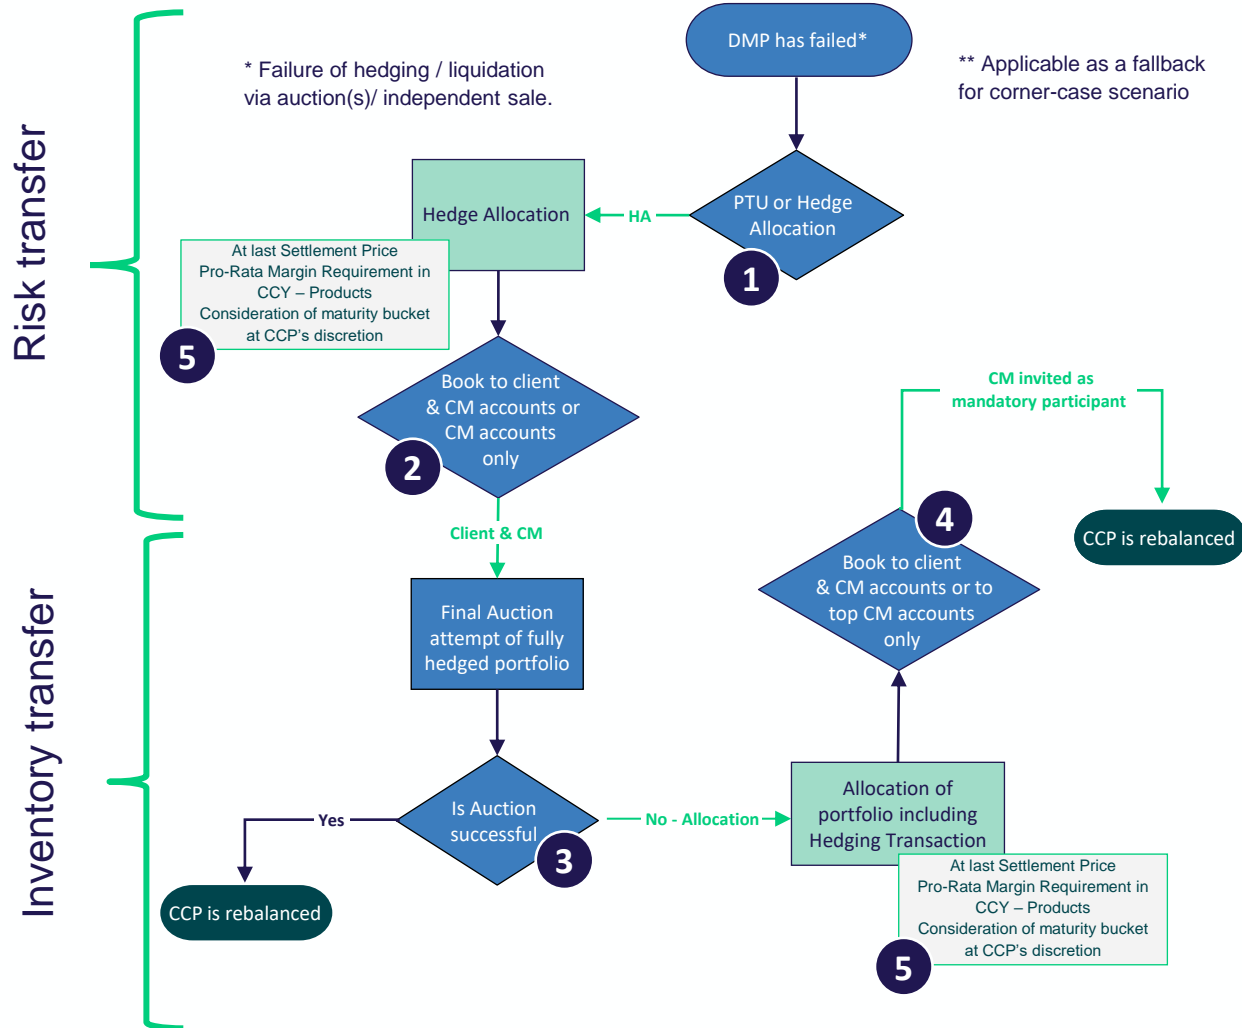 DMP has failed*
* Failure of hedging / liquidation
via auction(s)/ independent sale.
** Applicable as a fallback
for corner-case scenario
Risk transfer
PTU or Hedge
Allocation
1
HA
Hedge Allocation
At last Settlement Price
Pro-Rata Margin Requirement in
CCY – Products
Consideration of maturity bucket
at CCP's discretion
5
Book to client
& CM accounts or
CM accounts
only
2
Client & CM
CM invited as
mandatory participant
CCP is rebalanced
4
Book to client
& CM accounts or to
top CM accounts
only
Inventory transfer
Final Auction
attempt of fully
hedged portfolio
Is Auction
successful
3
Yes
CCP is rebalanced
No - Allocation
Allocation of
portfolio including
Hedging Transaction
At last Settlement Price
Pro-Rata Margin Requirement in
CCY – Products
Consideration of maturity bucket
at CCP's discretion
5